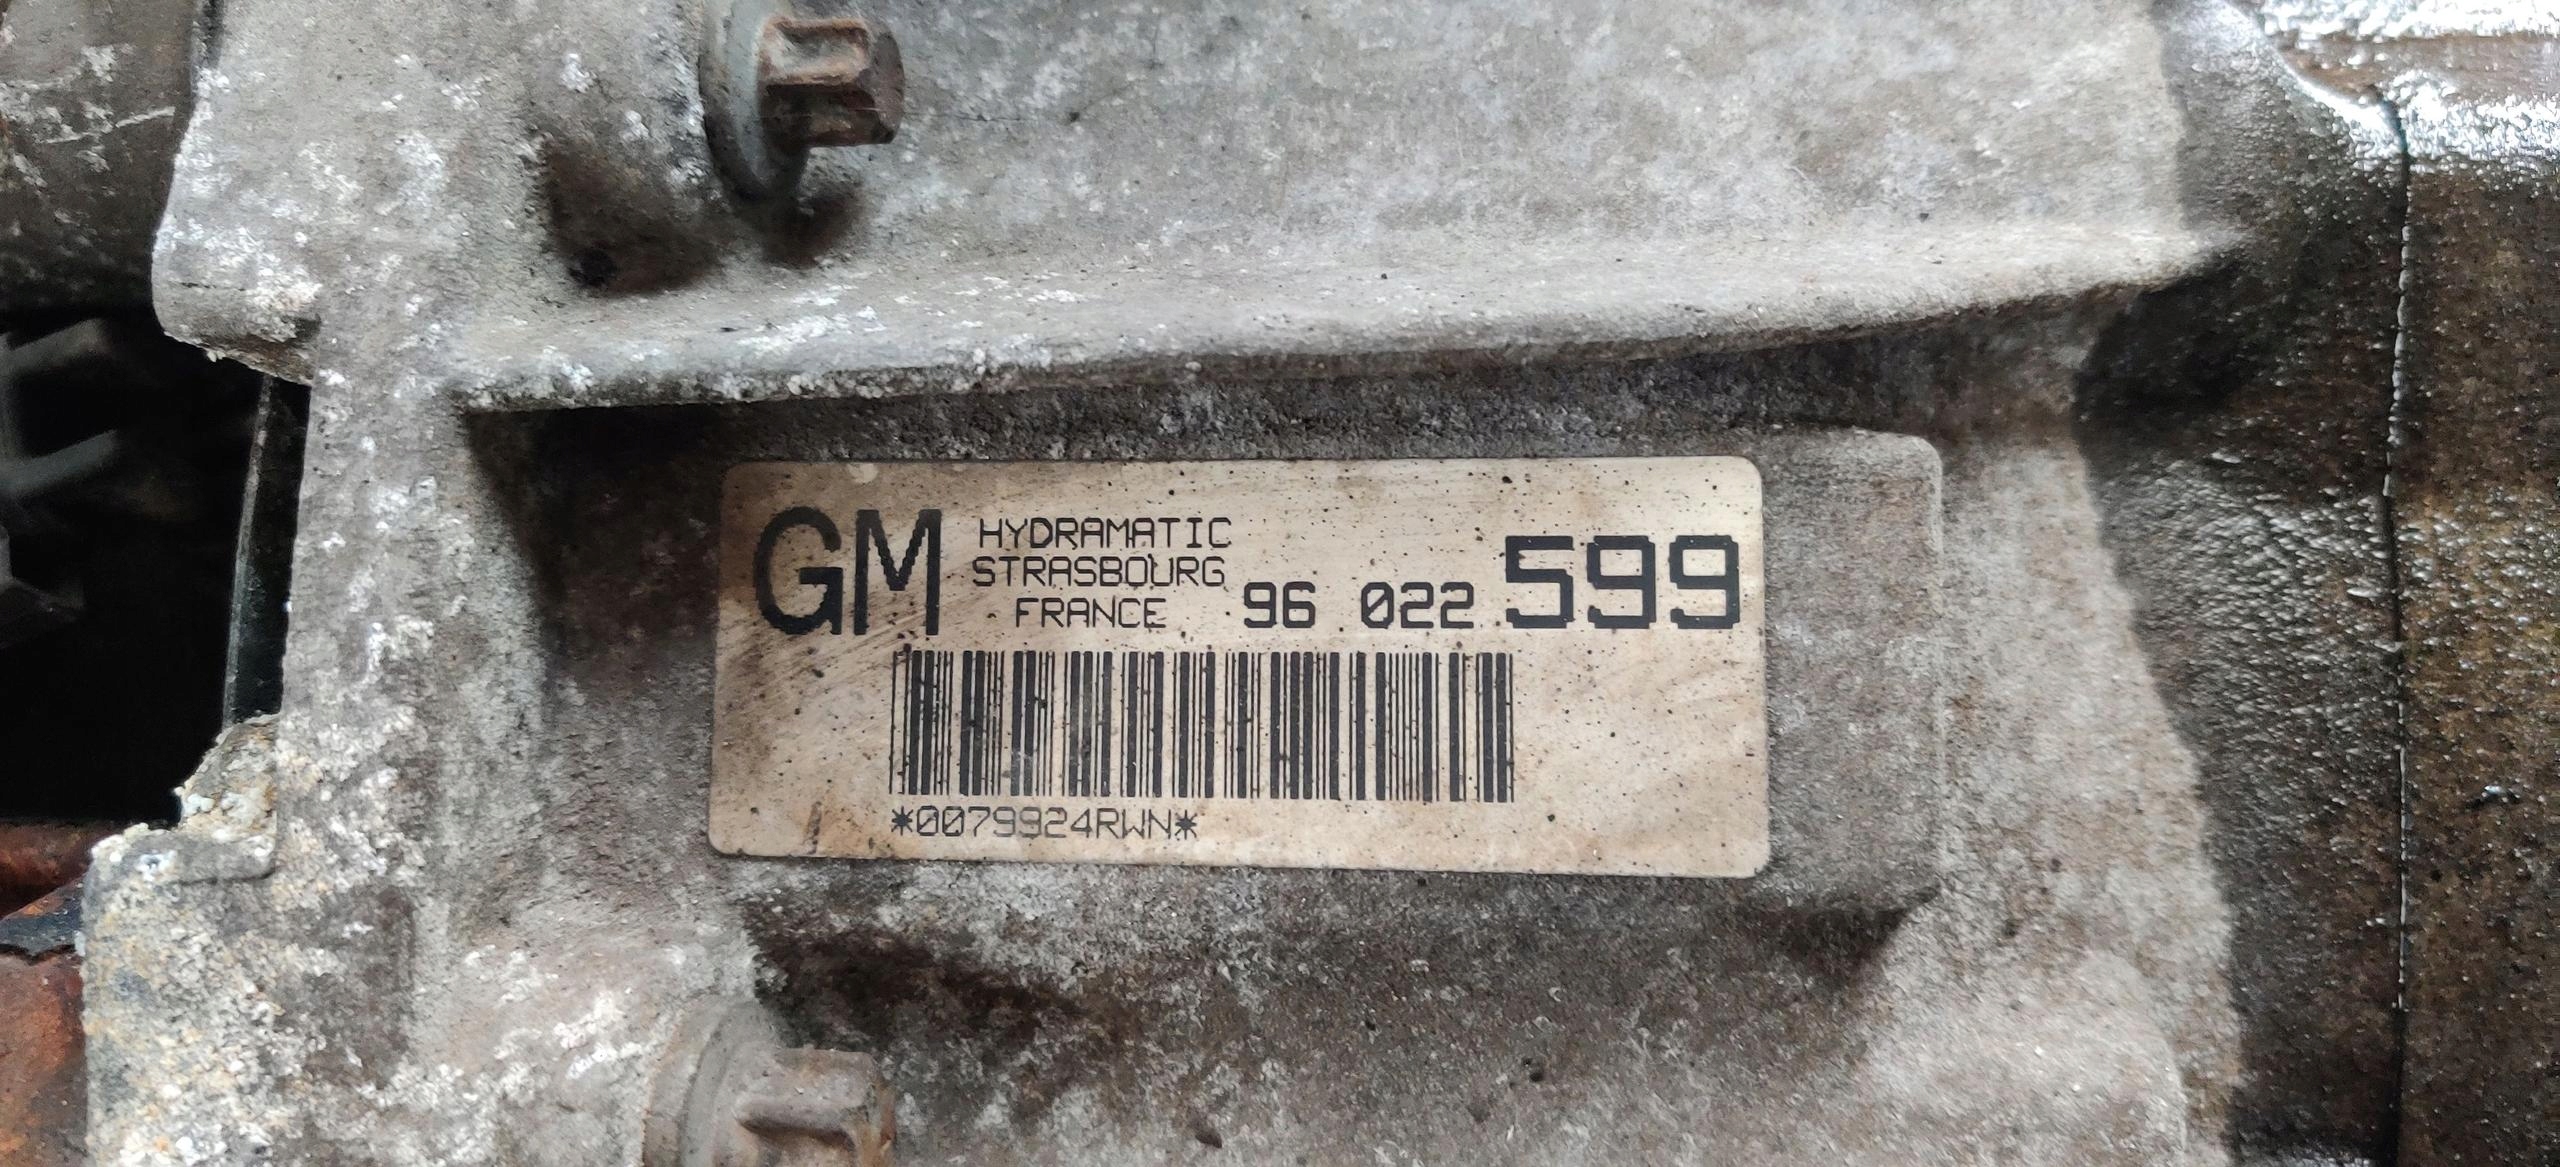 GM
HYDRAMATIC
STRASBOURG
FRANCE
96 022 599
*0079924RWN*